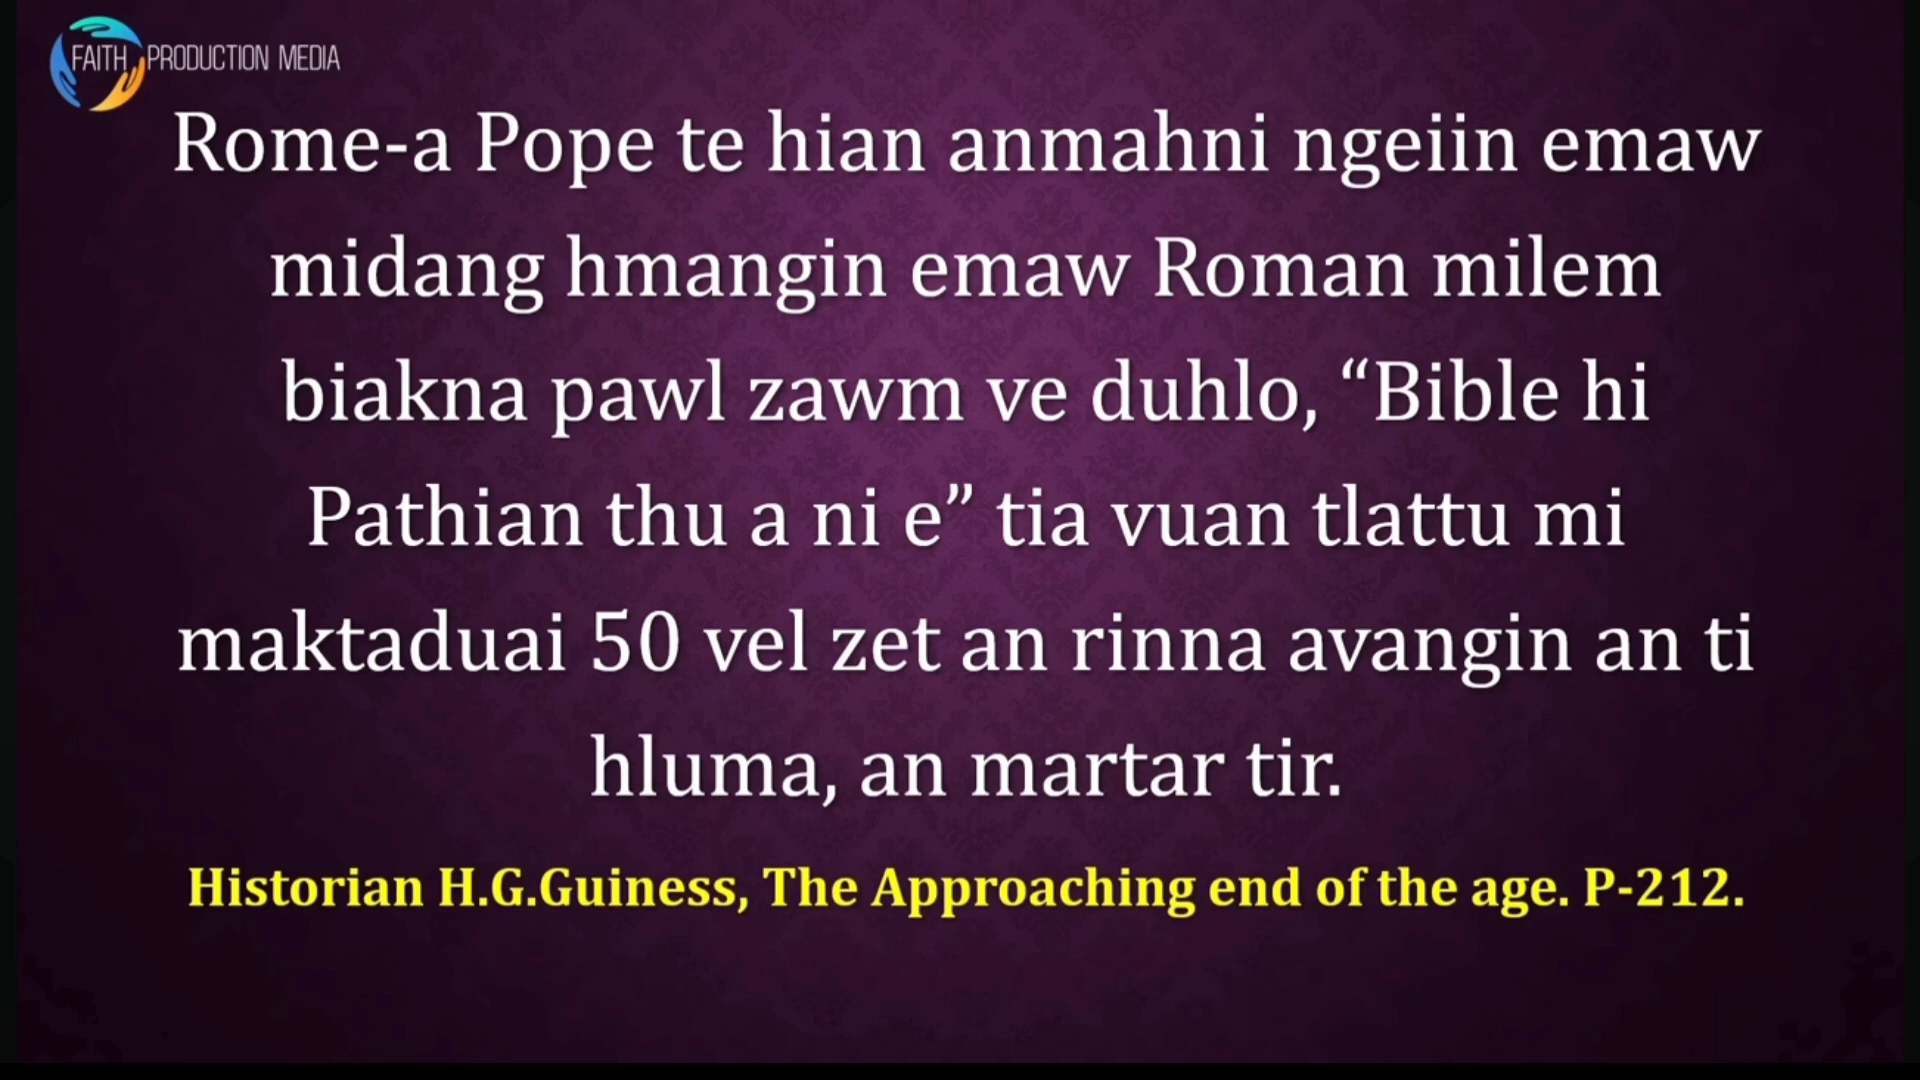 FAITH PRODUCTION MEDIA
Rome-a Pope te hian anmahni ngeiin emaw
midang hmangin emaw Roman milem
biakna pawl zawm ve duhlo, “Bible hi
Pathian thu a ni e” tia vuan tlattu mi
maktaduai 50 vel zet an rinna avangin an ti
hluma, an martar tir.
Historian H.G.Guiness, The Approaching end of the age. P-212.